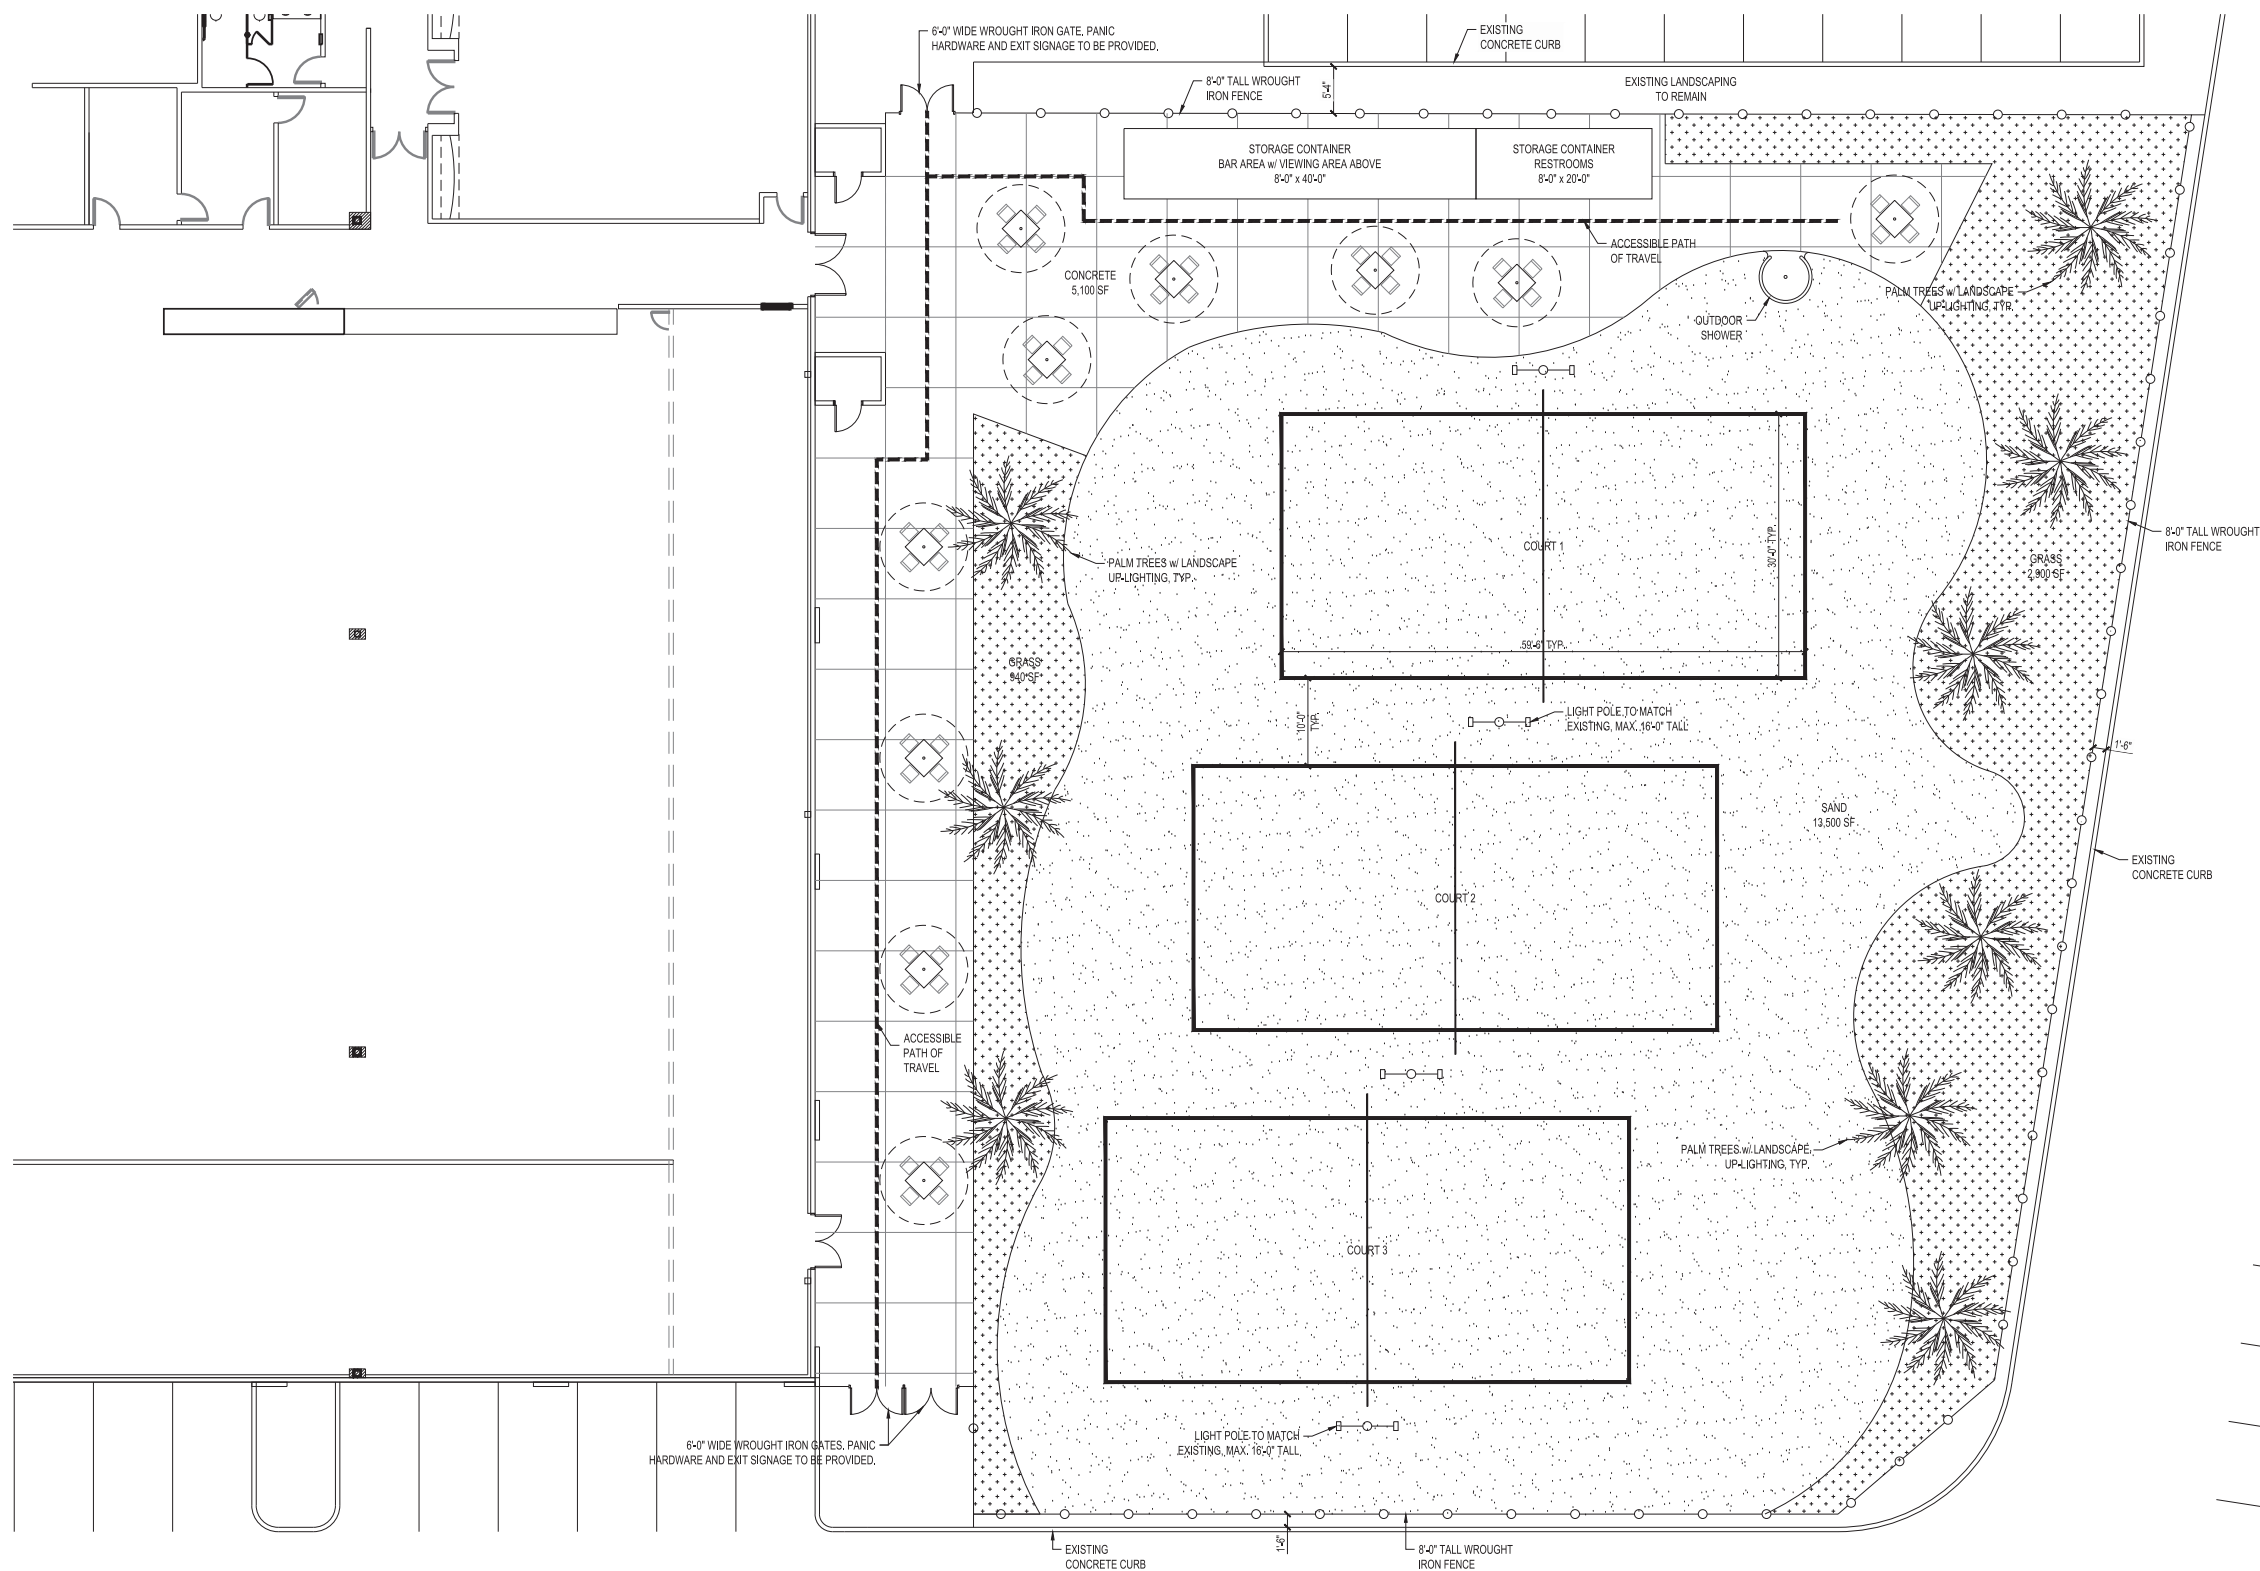 6'-0" WIDE WROUGHT IRON GATE. PANIC
HARDWARE AND EXIT SIGNAGE TO BE PROVIDED.
EXISTING
CONCRETE CURB
8'-0" TALL WROUGHT
IRON FENCE
5'-4"
EXISTING LANDSCAPING
TO REMAIN
STORAGE CONTAINER
BAR AREA w/ VIEWING AREA ABOVE
8'-0" x 40'-0"
STORAGE CONTAINER
RESTROOMS
8'-0" x 20'-0"
ACCESSIBLE PATH
OF TRAVEL
CONCRETE
5,100 SF
PALM TREES w/ LANDSCAPE
UP-LIGHTING, TYP.
OUTDOOR
SHOWER
8'-0" TALL WROUGHT
IRON FENCE
COURT 1
30'-0" TYP.
GRASS
2,900 SF
PALM TREES w/ LANDSCAPE
UP-LIGHTING, TYP.
59'-6" TYP.
GRASS
940 SF
10'-0"
TYP.
LIGHT POLE TO MATCH
EXISTING, MAX. 16'-0" TALL
1'-6"
SAND
13,500 SF
EXISTING
CONCRETE CURB
COURT 2
ACCESSIBLE
PATH OF
TRAVEL
PALM TREES w/ LANDSCAPE
UP-LIGHTING, TYP.
COURT 3
6'-0" WIDE WROUGHT IRON GATES. PANIC
HARDWARE AND EXIT SIGNAGE TO BE PROVIDED.
LIGHT POLE TO MATCH
EXISTING, MAX. 16'-0" TALL
1'-6"
EXISTING
CONCRETE CURB
8'-0" TALL WROUGHT
IRON FENCE